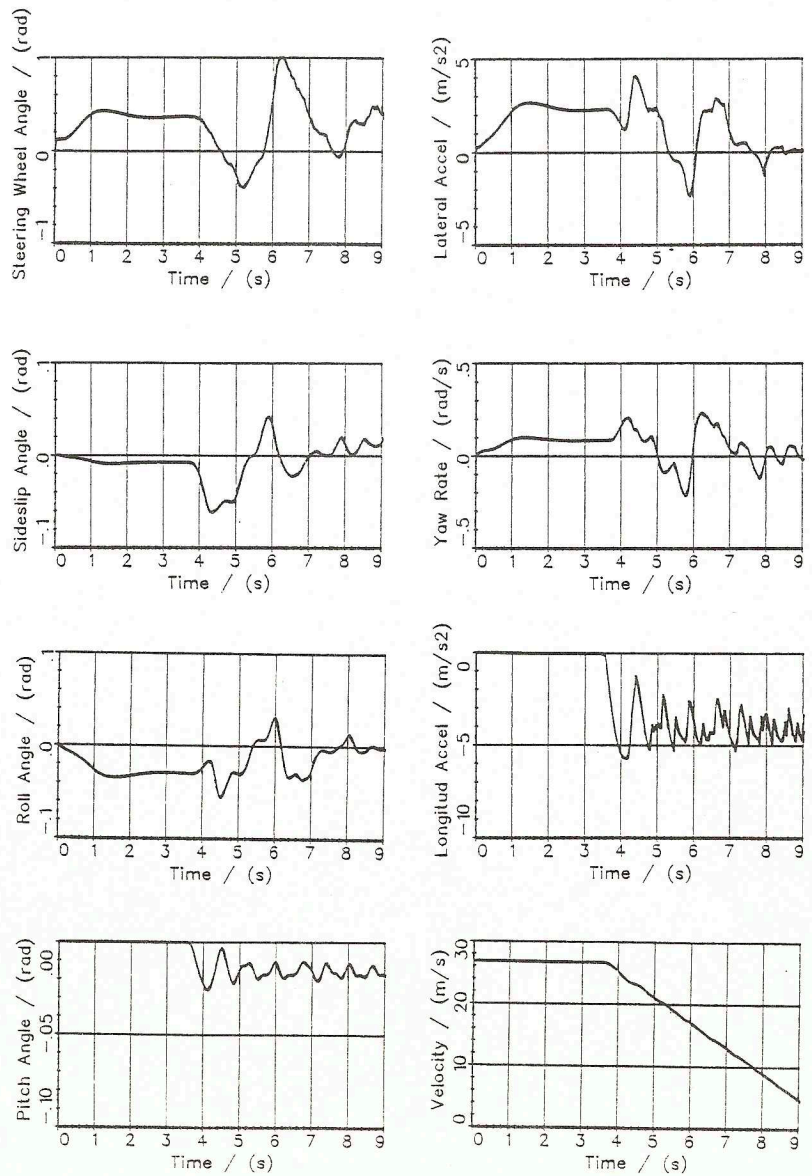 Steering Wheel Angle / (rad)
1
0
-1
0 1 2 3 4 5 6 7 8 9
Time / (s)
Lateral Accel / (m/s2)
5
0
-5
0 1 2 3 4 5 6 7 8 9
Time / (s)
Sideslip Angle / (rad)
.1
.0
-.1
0 1 2 3 4 5 6 7 8 9
Time / (s)
Yaw Rate / (rad/s)
.5
.0
-.5
0 1 2 3 4 5 6 7 8 9
Time / (s)
Roll Angle / (rad)
.1
.0
-.1
0 1 2 3 4 5 6 7 8 9
Time / (s)
Longitud Accel / (m/s2)
0
-5
-10
0 1 2 3 4 5 6 7 8 9
Time / (s)
Pitch Angle / (rad)
.00
-.05
-.10
0 1 2 3 4 5 6 7 8 9
Time / (s)
Velocity / (m/s)
30
20
10
0
0 1 2 3 4 5 6 7 8 9
Time / (s)